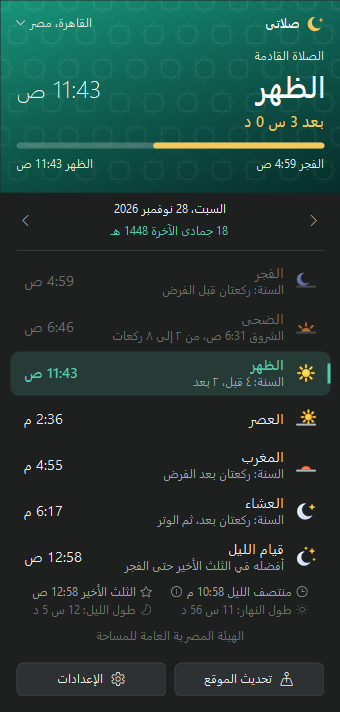 صلاتي
القاهرة، مصر
الصلاة القادمة
الظهر
11:43 ص
بعد 3 س 0 د
الفجر 4:59 ص
الظهر 11:43 ص
السبت، 28 نوفمبر 2026
18 جمادى الآخرة 1448 هـ
الفجر
4:59 ص
السنة: ركعتان قبل الفرض
الضحى
6:46 ص
الشروق 6:31 ص، من ٢ إلى ٨ ركعات
الظهر
11:43 ص
السنة: ٤ قبل، ٢ بعد
العصر
2:36 م
المغرب
4:55 م
السنة: ركعتان بعد الفرض
العشاء
6:17 م
السنة: ركعتان بعد، ثم الوتر
قيام الليل
12:58 ص
أفضله في الثلث الأخير حتى الفجر
منتصف الليل 10:58 م
الثلث الأخير 12:58 ص
طول النهار: 11 س 56 د
طول الليل: 12 س 5 د
الهيئة المصرية العامة للمساحة
تحديث الموقع
الإعدادات